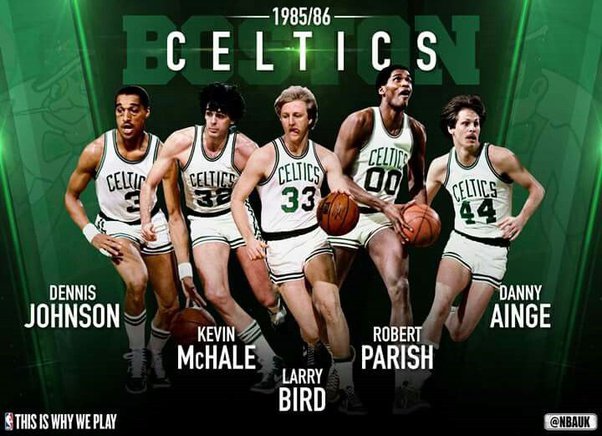 1985/86
BOSTON
CELTICS
CELTICS
3
CELTICS
32
CELTICS
33
CELTICS
00
CELTICS
44
DENNIS
JOHNSON
KEVIN
McHALE
LARRY
BIRD
ROBERT
PARISH
DANNY
AINGE
THIS IS WHY WE PLAY
@NBAUK